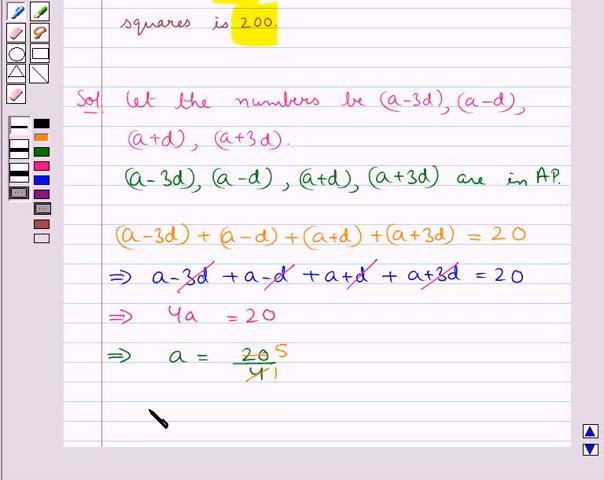 squares is 200.
Sol Let the numbers be (a-3d), (a-d),
(a+d), (a+3d).
(a-3d), (a-d), (a+d), (a+3d) are in AP.
(a-3d) + (a-d) + (a+d) + (a+3d) = 20
⇒ a-3d + a-d + a+d + a+3d = 20
⇒ 4a = 20
⇒ a = 20/4 5/1